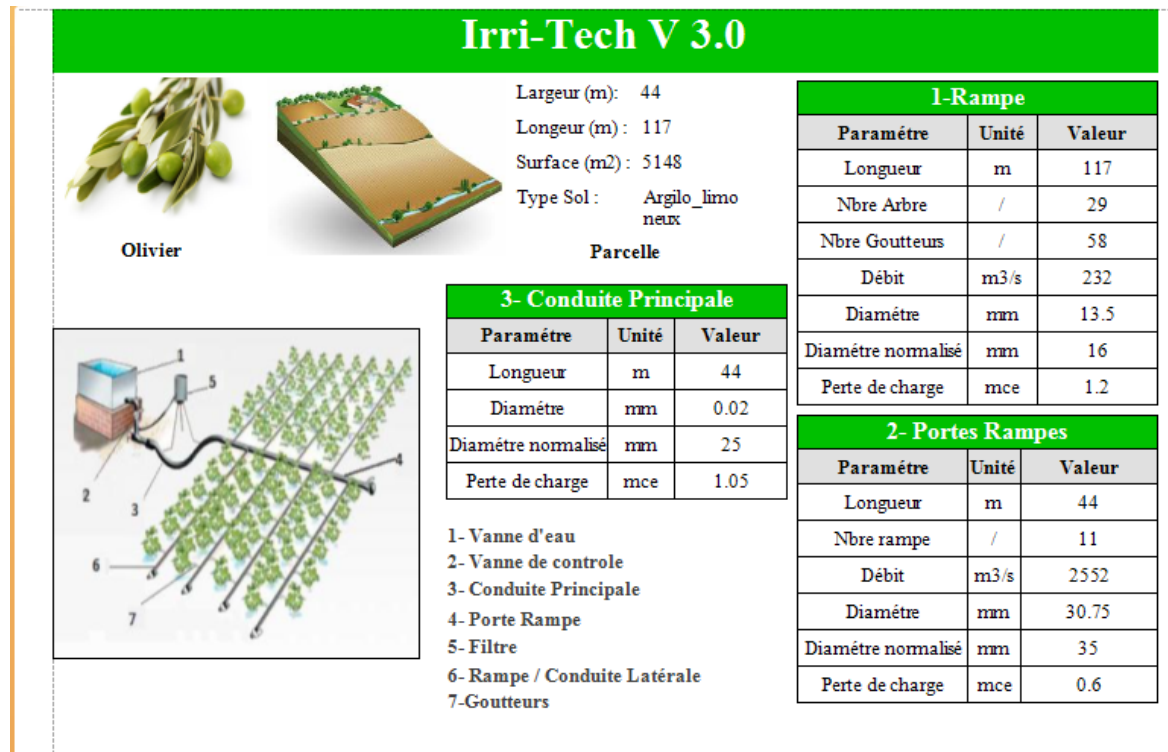 Irri-Tech V 3.0
Largeur (m): 44
Longeur (m) : 117
Surface (m2) : 5148
Type Sol : Argilo_limo
neux
Olivier
Parcelle
1-Rampe
Paramétre Unité Valeur
Longueur m 117
Nbre Arbre / 29
Nbre Goutteurs / 58
Débit m3/s 232
Diamétre mm 13.5
Diamétre normalisé mm 16
Perte de charge mce 1.2
3- Conduite Principale
Paramétre Unité Valeur
Longueur m 44
Diamétre mm 0.02
Diamétre normalisé mm 25
Perte de charge mce 1.05
2- Portes Rampes
Paramétre Unité Valeur
Longueur m 44
Nbre rampe / 11
Débit m3/s 2552
Diamétre mm 30.75
Diamétre normalisé mm 35
Perte de charge mce 0.6
1
5
4
2
3
6
7
1- Vanne d'eau
2- Vanne de controle
3- Conduite Principale
4- Porte Rampe
5- Filtre
6- Rampe / Conduite Latérale
7-Goutteurs